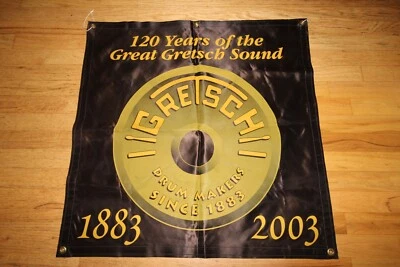 120 Years of the
Great Gretsch Sound
GRETSCH
DRUM MAKERS
SINCE 1883
1883 2003